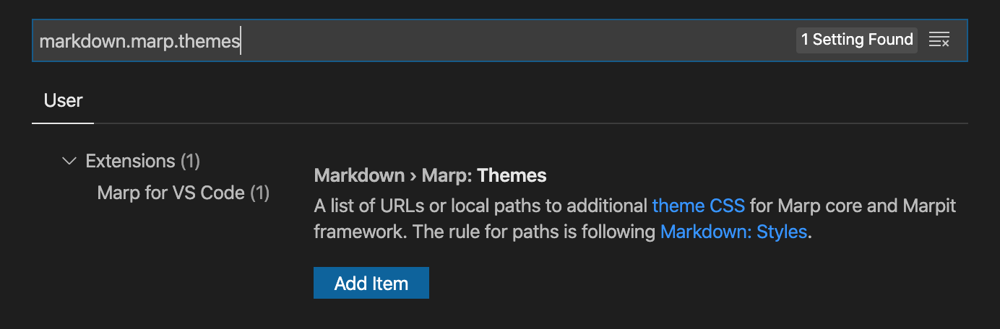 markdown.marp.themes
1 Setting Found
User
Extensions (1)
Marp for VS Code (1)
Markdown › Marp: Themes
A list of URLs or local paths to additional theme CSS for Marp core and Marpit
framework. The rule for paths is following Markdown: Styles.
Add Item